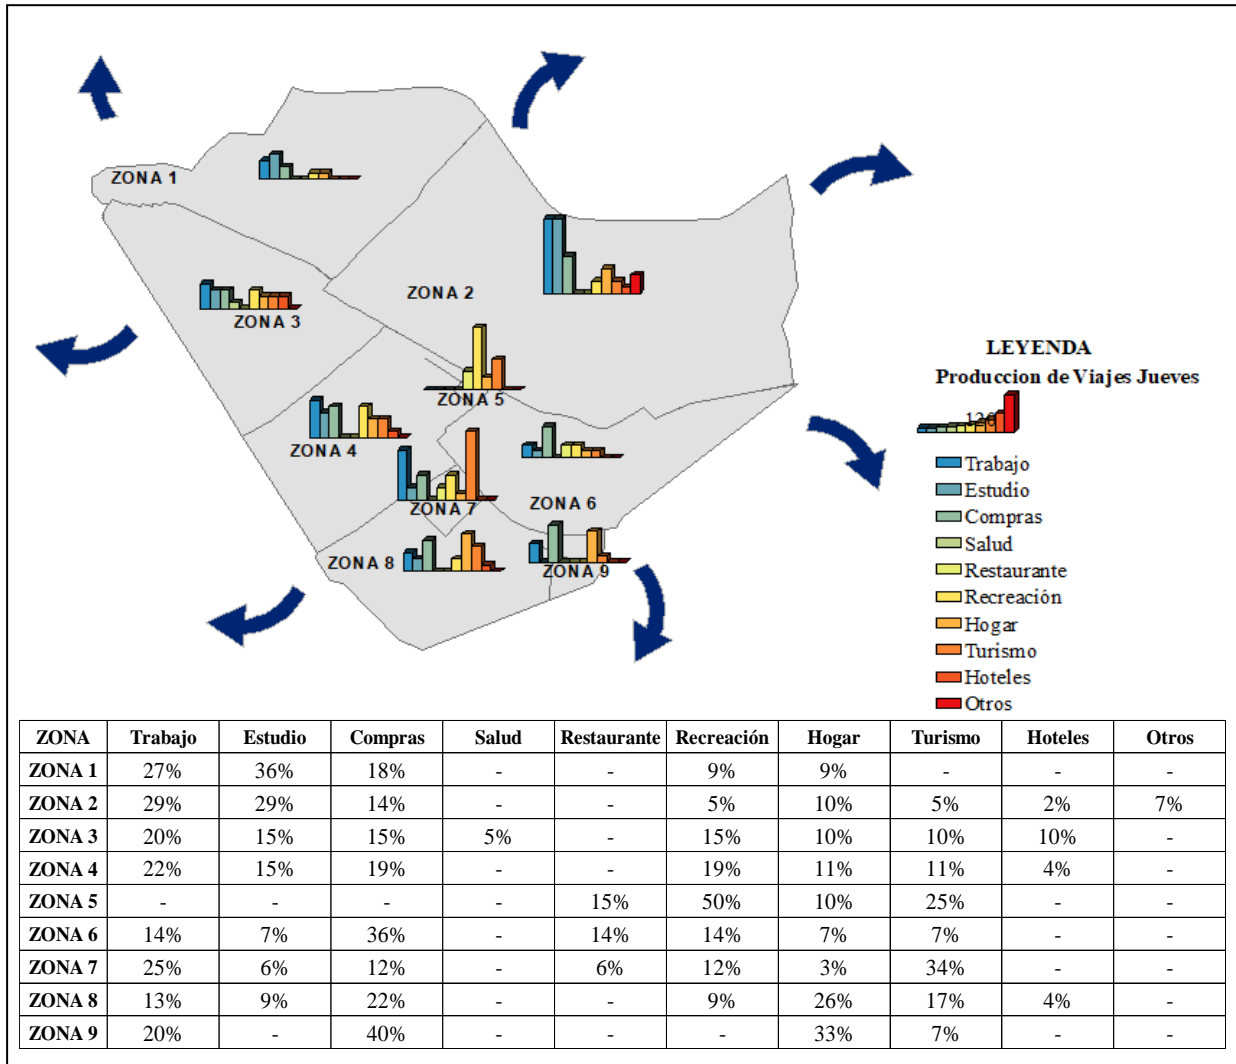 ZONA 1
ZONA 2
ZONA 3
ZONA 5
ZONA 4
ZONA 7
ZONA 6
ZONA 8
ZONA 9
LEYENDA
Produccion de Viajes Jueves
Trabajo
Estudio
Compras
Salud
Restaurante
Recreación
Hogar
Turismo
Hoteles
Otros
ZONA Trabajo Estudio Compras Salud Restaurante Recreación Hogar Turismo Hoteles Otros
ZONA 1 27% 36% 18% - - 9% 9% - - -
ZONA 2 29% 29% 14% - - 5% 10% 5% 2% 7%
ZONA 3 20% 15% 15% 5% - 15% 10% 10% 10% -
ZONA 4 22% 15% 19% - - 19% 11% 11% 4% -
ZONA 5 - - - - 15% 50% 10% 25% - -
ZONA 6 14% 7% 36% - 14% 14% 7% 7% - -
ZONA 7 25% 6% 12% - 6% 12% 3% 34% - -
ZONA 8 13% 9% 22% - - 9% 26% 17% 4% -
ZONA 9 20% - 40% - - - 33% 7% - -